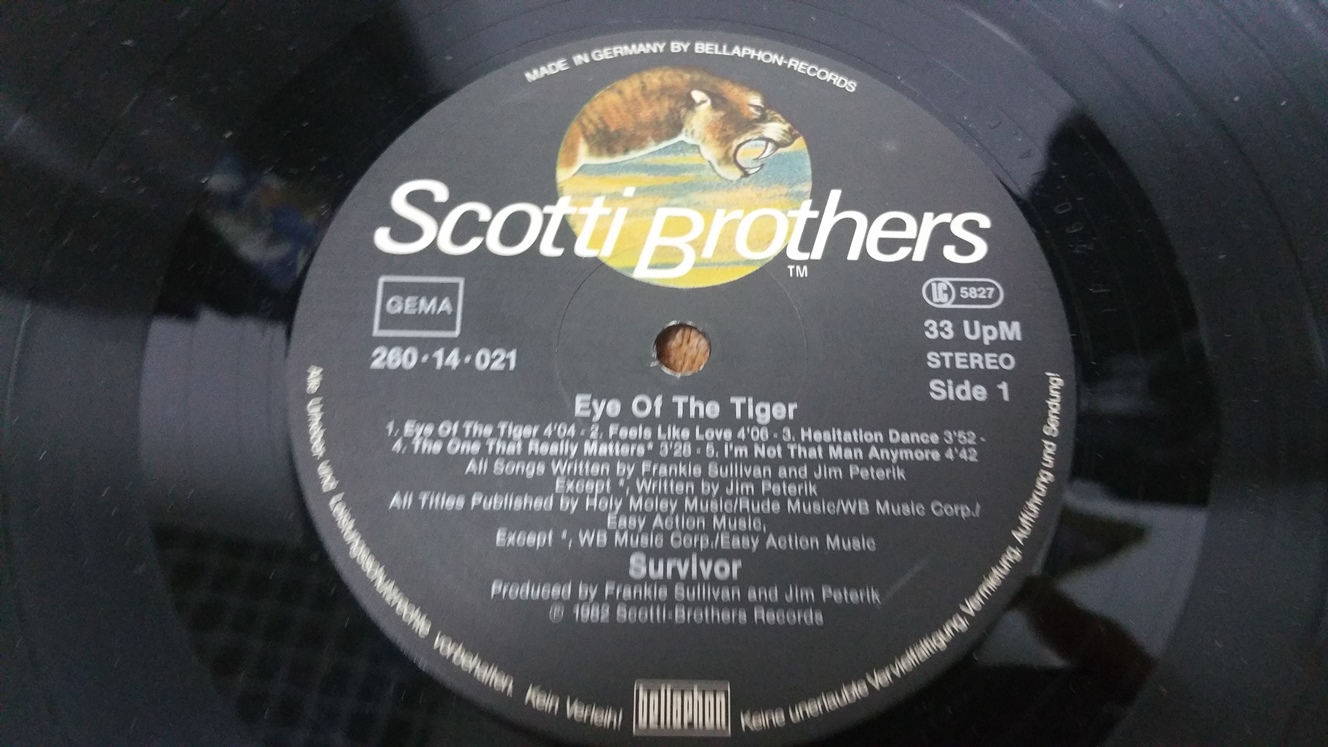 MADE IN GERMANY BY BELLAPHON-RECORDS
Scotti Brothers
TM
GEMA
LC 5827
260·14·021
33 UpM
STEREO
Side 1
Eye Of The Tiger
1. Eye Of The Tiger 4'04 · 2. Feels Like Love 4'06 · 3. Hesitation Dance 3'52 ·
4. The One That Really Matters* 3'28 · 5. I'm Not That Man Anymore 4'42
All Songs Written by Frankie Sullivan and Jim Peterik
Except *, Written by Jim Peterik
All Titles Published by Holy Moley Music/Rude Music/WB Music Corp./
Easy Action Music,
Except *, WB Music Corp./Easy Action Music
Survivor
Produced by Frankie Sullivan and Jim Peterik
℗ 1982 Scotti-Brothers Records
Alle Urheber- und Leistungsschutzrechte vorbehalten. Kein Verleih!
bellaphon
Keine unerlaubte Vervielfältigung, Vermietung, Aufführung und Sendung!